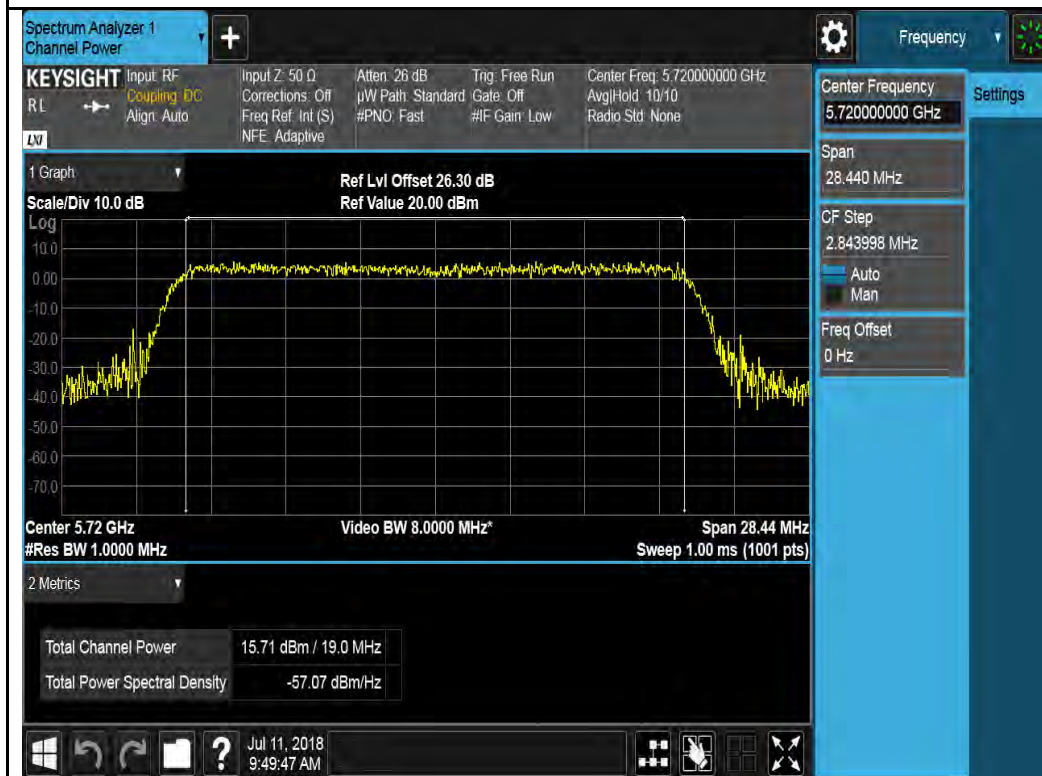 Spectrum Analyzer 1
Channel Power
Frequency
KEYSIGHT
R L
LXI
Input: RF
Coupling: DC
Align: Auto
Input Z: 50 Ω
Corrections: Off
Freq Ref: Int (S)
NFE: Adaptive
Atten: 26 dB
µW Path: Standard
#PNO: Fast
Trig: Free Run
Gate: Off
#IF Gain: Low
Center Freq: 5.720000000 GHz
Avg|Hold: 10/10
Radio Std: None
Center Frequency
5.720000000 GHz
Settings
Span
28.440 MHz
CF Step
2.843998 MHz
Auto
Man
Freq Offset
0 Hz
1 Graph
Scale/Div 10.0 dB
Ref Lvl Offset 26.30 dB
Ref Value 20.00 dBm
Log
10.0
0.00
-10.0
-20.0
-30.0
-40.0
-50.0
-60.0
-70.0
Center 5.72 GHz
#Res BW 1.0000 MHz
Video BW 8.0000 MHz*
Span 28.44 MHz
Sweep 1.00 ms (1001 pts)
2 Metrics
Total Channel Power 15.71 dBm / 19.0 MHz
Total Power Spectral Density -57.07 dBm/Hz
Jul 11, 2018
9:49:47 AM